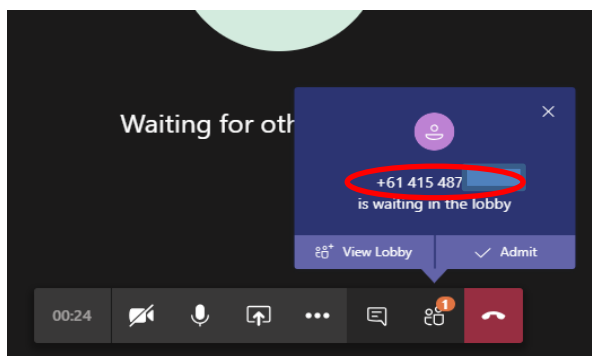 Waiting for oth
+61 415 487
is waiting in the lobby
View Lobby
Admit
00:24
1